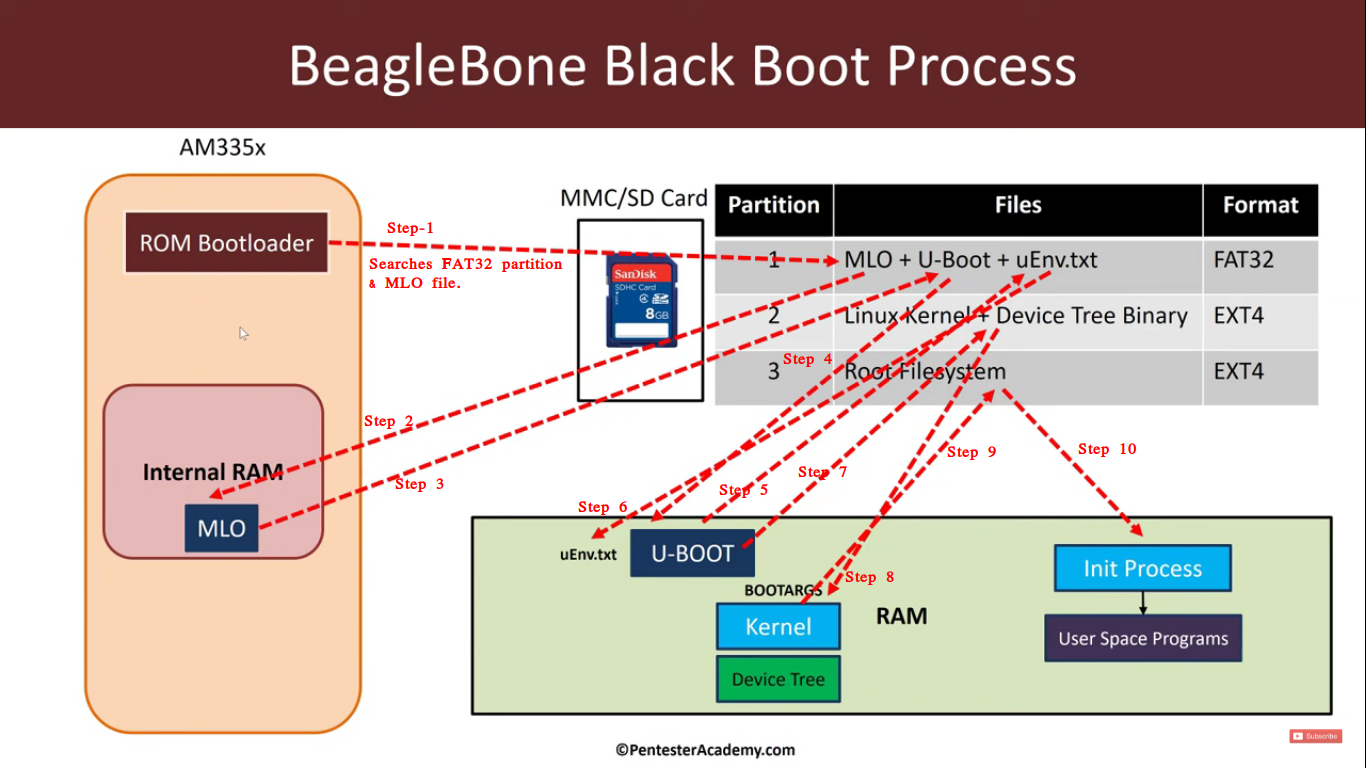 BeagleBone Black Boot Process
AM335x
ROM Bootloader
Step-1
Searches FAT32 partition
& MLO file.
MMC/SD Card
SanDisk
SDHC Card
4
8GB
Partition Files Format
1 MLO + U-Boot + uEnv.txt FAT32
2 Linux Kernel + Device Tree Binary EXT4
3 Root Filesystem EXT4
Step 4
Step 2
Step 3
Internal RAM
MLO
Step 9
Step 10
Step 7
Step 5
Step 6
uEnv.txt
U-BOOT
Step 8
BOOTARGS
Kernel
Device Tree
RAM
Init Process
User Space Programs
Subscribe
©PentesterAcademy.com